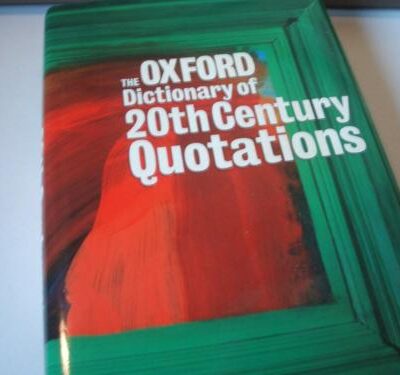 THE OXFORD
Dictionary of
20th Century
Quotations